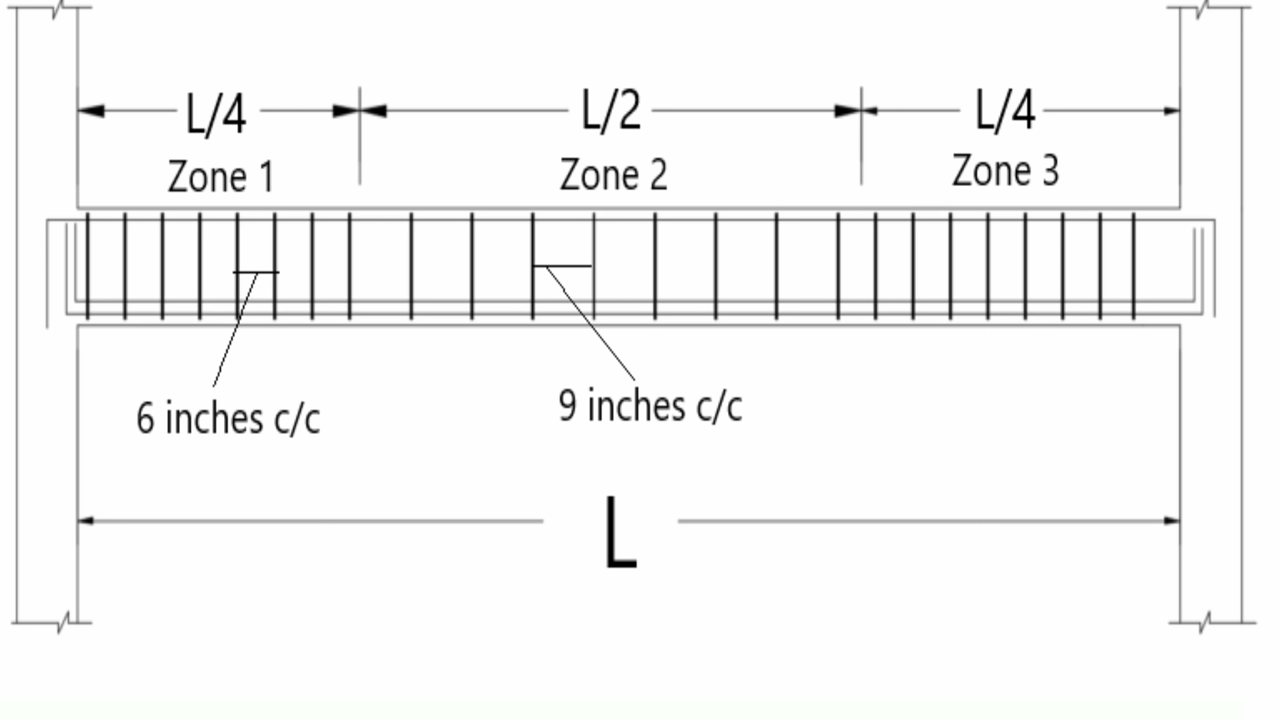 L/4
L/2
L/4
Zone 1
Zone 2
Zone 3
6 inches c/c
9 inches c/c
L